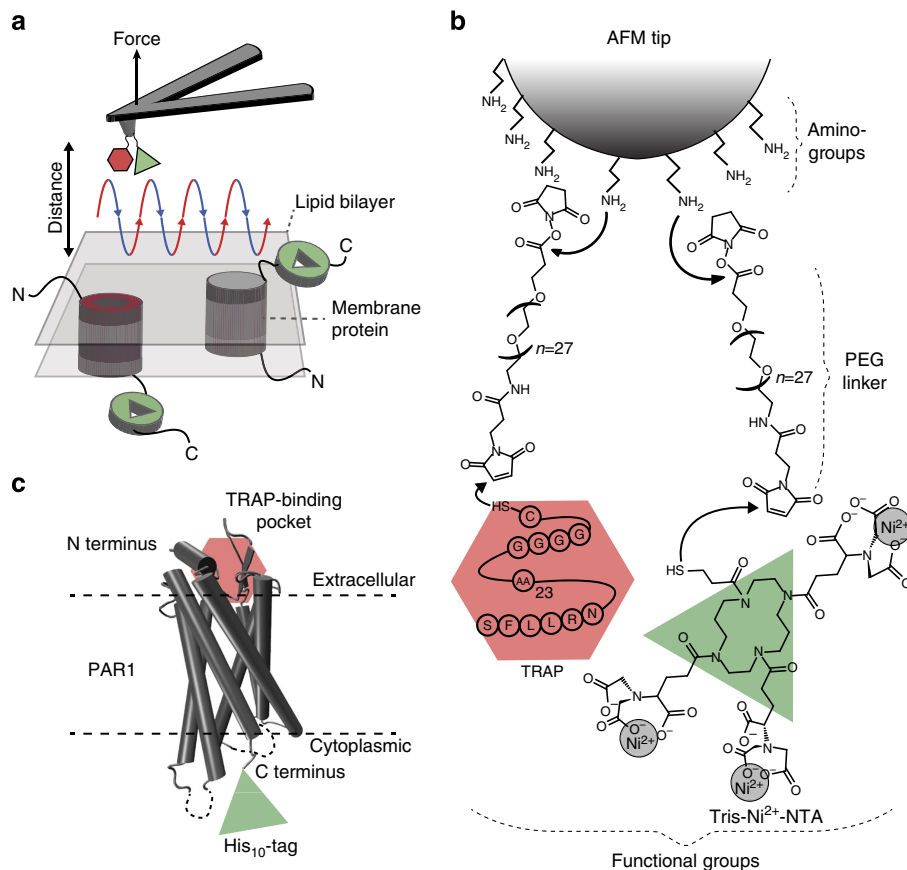 a
Force
Distance
Lipid bilayer
C
N
Membrane
protein
N
C
b
AFM tip
NH2
NH2
NH2
NH2
NH2
NH2
NH2
Amino-
groups
O
N
O
O
O
O
O
n=27
NH
O
O
N
O
O
N
O
O
O
O
O
n=27
HN
O
O
N
O
PEG
linker
HS
C
G G G G
AA
23
S F L L R N
TRAP
HS
O
N
N
N
N
O
O
O
O
O−
O
O−
Ni2+
N
O−
O
O
O−
N
O
O−
O
O−
Ni2+
O
O−
N
O−
O−
O
O
Ni2+
Tris-Ni2+-NTA
Functional groups
c
TRAP-binding
pocket
N terminus
Extracellular
PAR1
Cytoplasmic
C terminus
His10-tag